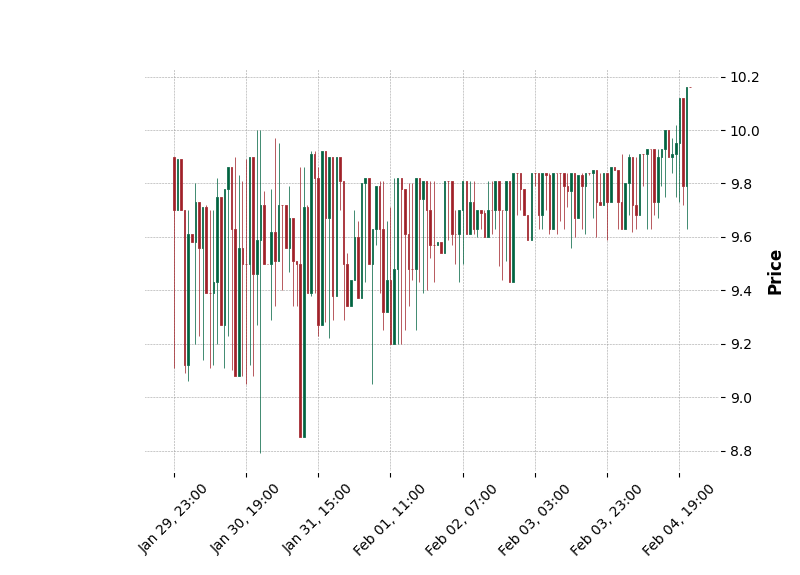 10.2
10.0
9.8
9.6
9.4
9.2
9.0
8.8
Price
Jan 29, 23:00
Jan 30, 19:00
Jan 31, 15:00
Feb 01, 11:00
Feb 02, 07:00
Feb 03, 03:00
Feb 03, 23:00
Feb 04, 19:00